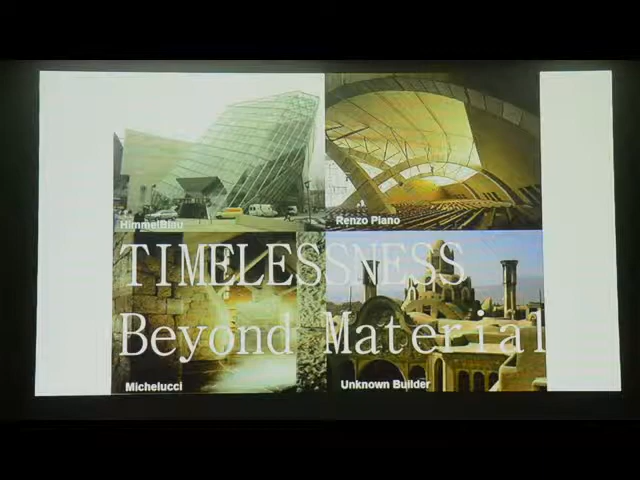 HimmelBlau
Renzo Piano
TIMELESSNESS
Beyond Material
Michelucci
Unknown Builder